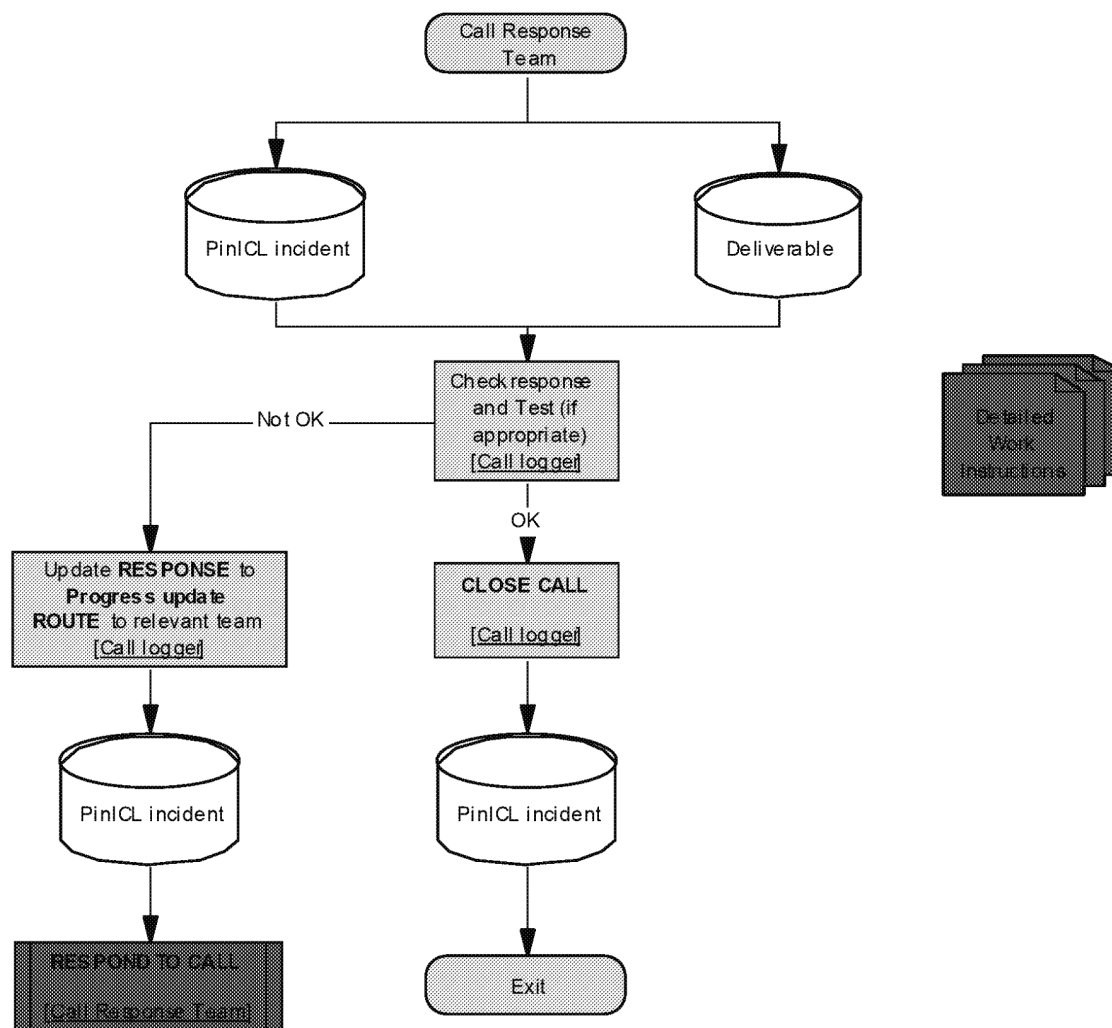 Call Response
Team
PinICL incident
Deliverable
Check response
and Test (if
appropriate)
[Call logger]
Detailed
Work
Instructions
Not OK
OK
Update RESPONSE to
Progress update
ROUTE to relevant team
[Call logger]
CLOSE CALL
[Call logger]
PinICL incident
PinICL incident
RESPOND TO CALL
[Call Response Team]
Exit